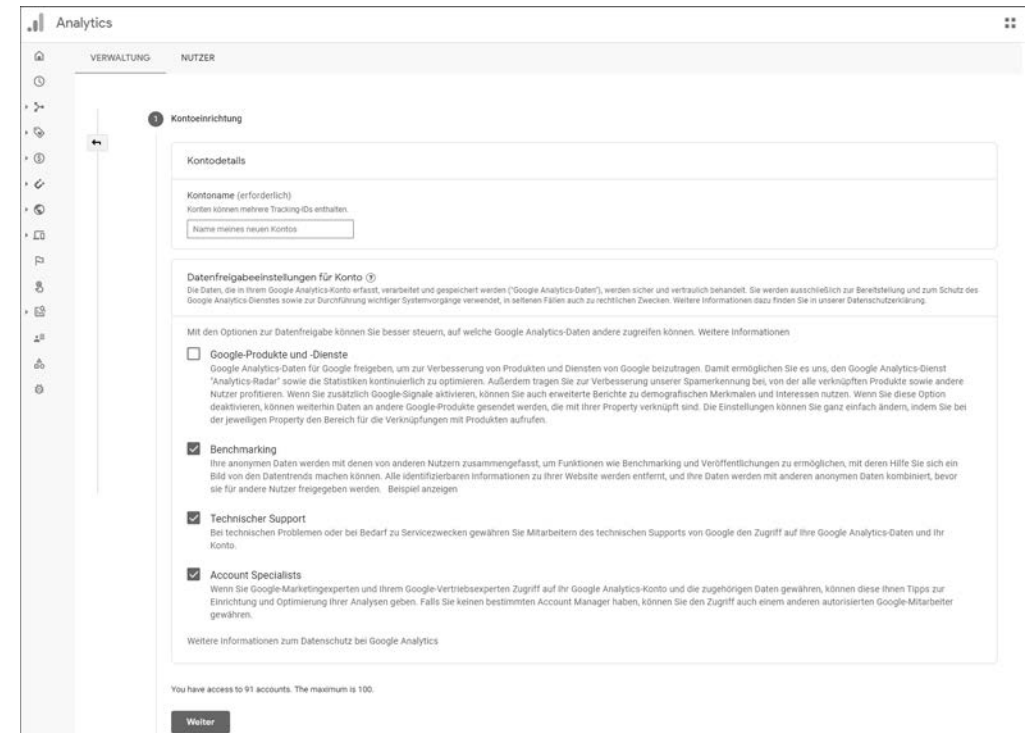 Analytics
VERWALTUNG NUTZER
1 Kontoeinrichtung
Kontodetails
Kontoname (erforderlich)
Konten können mehrere Tracking-IDs enthalten.
Name meines neuen Kontos
Datenfreigabeeinstellungen für Konto
Die Daten, die in Ihrem Google Analytics-Konto erfasst, verarbeitet und gespeichert werden ("Google Analytics-Daten"), werden sicher und vertraulich behandelt. Sie werden ausschließlich zur Bereitstellung und zum Schutz des
Google Analytics-Dienstes sowie zur Durchführung wichtiger Systemvorgänge verwendet, in seltenen Fällen auch zu rechtlichen Zwecken. Weitere Informationen dazu finden Sie in unserer Datenschutzerklärung.
Mit den Optionen zur Datenfreigabe können Sie besser steuern, auf welche Google Analytics-Daten andere zugreifen können. Weitere Informationen
Google-Produkte und -Dienste
Google Analytics-Daten für Google freigeben, um zur Verbesserung von Produkten und Diensten von Google beizutragen. Damit ermöglichen Sie es uns, den Google Analytics-Dienst
"Analytics-Radar" sowie die Statistiken kontinuierlich zu optimieren. Außerdem tragen Sie zur Verbesserung unserer Spamerkennung bei, von der alle verknüpften Produkte sowie andere
Nutzer profitieren. Wenn Sie zusätzlich Google-Signale aktivieren, können Sie auch erweiterte Berichte zu demografischen Merkmalen und Interessen nutzen. Wenn Sie diese Option
deaktivieren, können weiterhin Daten an andere Google-Produkte gesendet werden, die mit Ihrer Property verknüpft sind. Die Einstellungen können Sie ganz einfach ändern, indem Sie bei
der jeweiligen Property den Bereich für die Verknüpfungen mit Produkten aufrufen.
Benchmarking
Ihre anonymen Daten werden mit denen von anderen Nutzern zusammengefasst, um Funktionen wie Benchmarking und Veröffentlichungen zu ermöglichen, mit deren Hilfe Sie sich ein
Bild von den Datentrends machen können. Alle identifizierbaren Informationen zu Ihrer Website werden entfernt, und Ihre Daten werden mit anderen anonymen Daten kombiniert, bevor
sie für andere Nutzer freigegeben werden. Beispiel anzeigen
Technischer Support
Bei technischen Problemen oder bei Bedarf zu Servicezwecken gewähren Sie Mitarbeitern des technischen Supports von Google den Zugriff auf Ihre Google Analytics-Daten und Ihr
Konto.
Account Specialists
Wenn Sie Google-Marketingexperten und Ihrem Google-Vertriebsexperten Zugriff auf Ihr Google Analytics-Konto und die zugehörigen Daten gewähren, können diese Ihnen Tipps zur
Einrichtung und Optimierung Ihrer Analysen geben. Falls Sie keinen bestimmten Account Manager haben, können Sie den Zugriff auch einem anderen autorisierten Google-Mitarbeiter
gewähren.
Weitere Informationen zum Datenschutz bei Google Analytics
You have access to 91 accounts. The maximum is 100.
Weiter